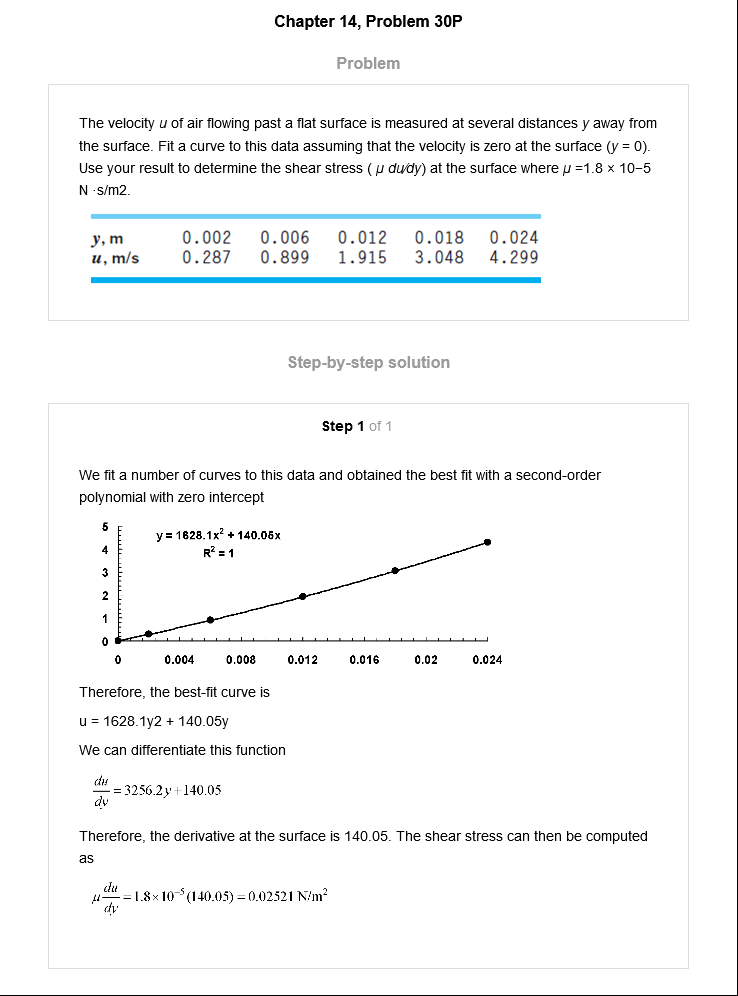 Chapter 14, Problem 30P
Problem
The velocity u of air flowing past a flat surface is measured at several distances y away from
the surface. Fit a curve to this data assuming that the velocity is zero at the surface (y = 0).
Use your result to determine the shear stress ( μ du/dy) at the surface where μ =1.8 × 10−5
N ·s/m2.
y, m 0.002 0.006 0.012 0.018 0.024
u, m/s 0.287 0.899 1.915 3.048 4.299
Step-by-step solution
Step 1 of 1
We fit a number of curves to this data and obtained the best fit with a second-order
polynomial with zero intercept
y = 1628.1x² + 140.05x
R² = 1
5
4
3
2
1
0
0 0.004 0.008 0.012 0.016 0.02 0.024
Therefore, the best-fit curve is
u = 1628.1y2 + 140.05y
We can differentiate this function
du/dy = 3256.2y + 140.05
Therefore, the derivative at the surface is 140.05. The shear stress can then be computed
as
μ du/dy = 1.8×10⁻⁵(140.05) = 0.02521 N/m²